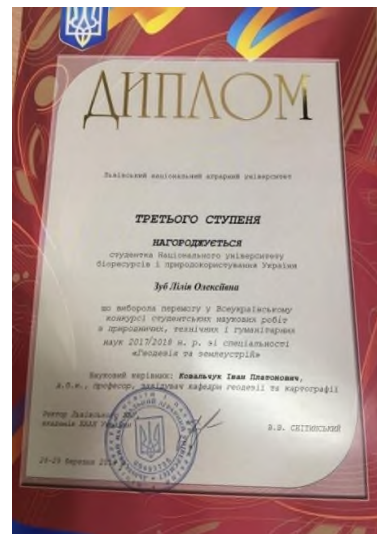 ДИПЛОМ
Львівський національний аграрний університет
ТРЕТЬОГО СТУПЕНЯ
НАГОРОДЖУЄТЬСЯ
студентка Національного університету
біоресурсів і природокористування України
Зуб Лілія Олексіївна
що виборола перемогу у Всеукраїнському
конкурсі студентських наукових робіт
з природничих, технічних і гуманітарних
наук 2017/2018 н. р. зі спеціальності
«Геодезія та землеустрій»
Науковий керівник: Ковальчук Іван Платонович,
професор, завідувач кафедри геодезії та картографії
Ректор Львівського
академік НААН України
В.В. СНІТИНСЬКИЙ
березня